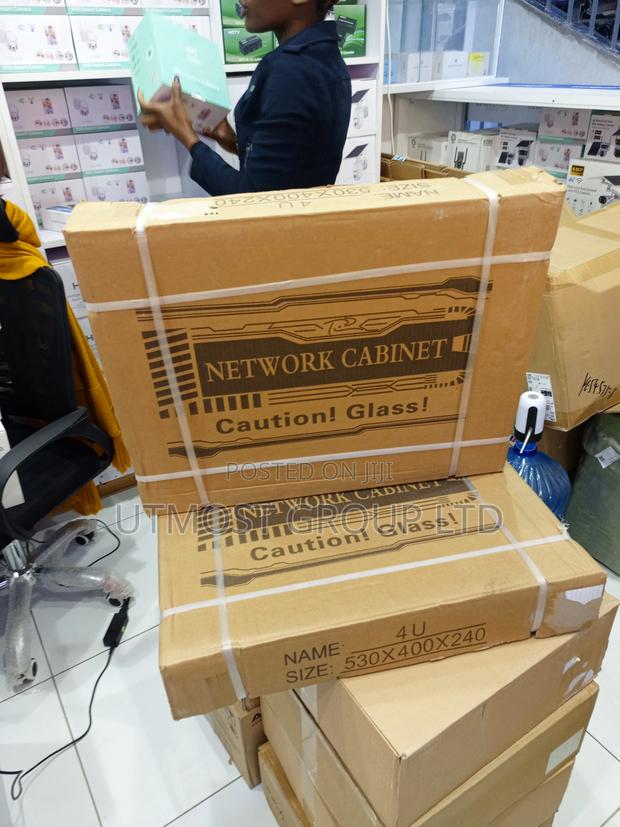 NAME:
SIZE: 530X400X240
4U
NETWORK CABINET
Caution! Glass!
POSTED ON JIJI
UTMOST GROUP LTD
NETWORK CABINET
Caution! Glass!
NAME: 4U
SIZE: 530X400X240